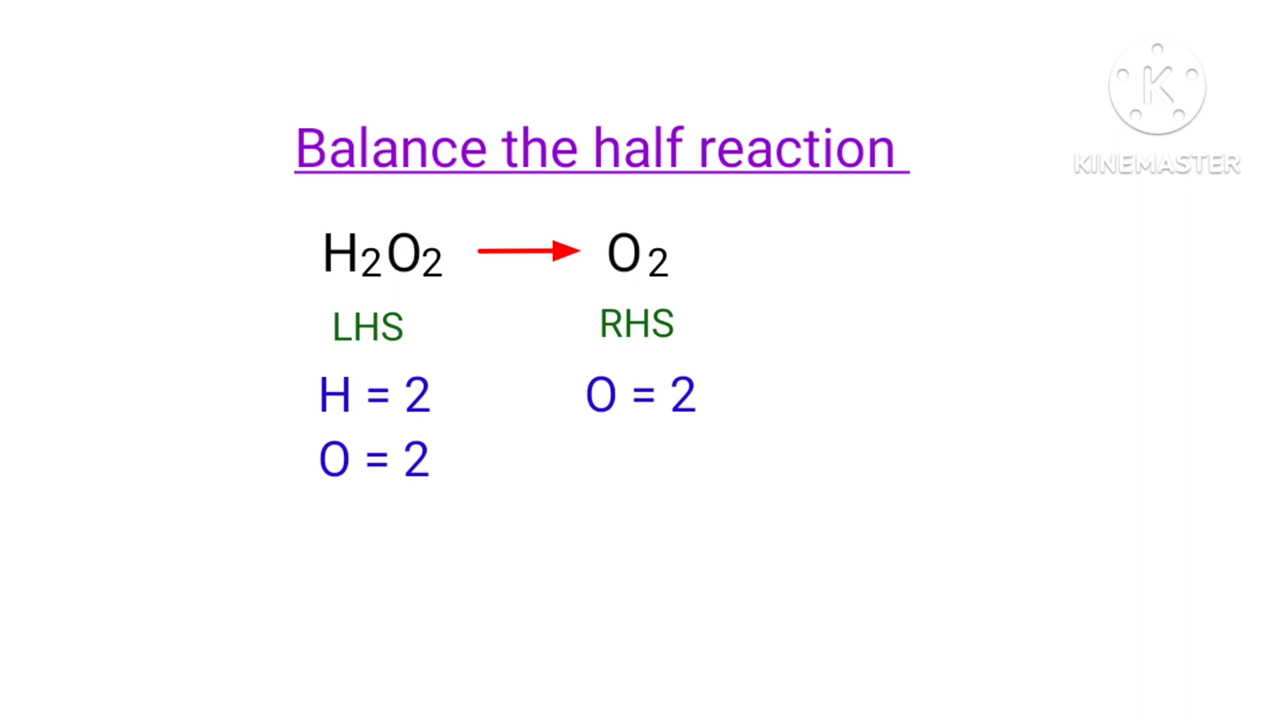 K
KINEMASTER
Balance the half reaction
H₂O₂ → O₂
LHS RHS
H = 2 O = 2
O = 2